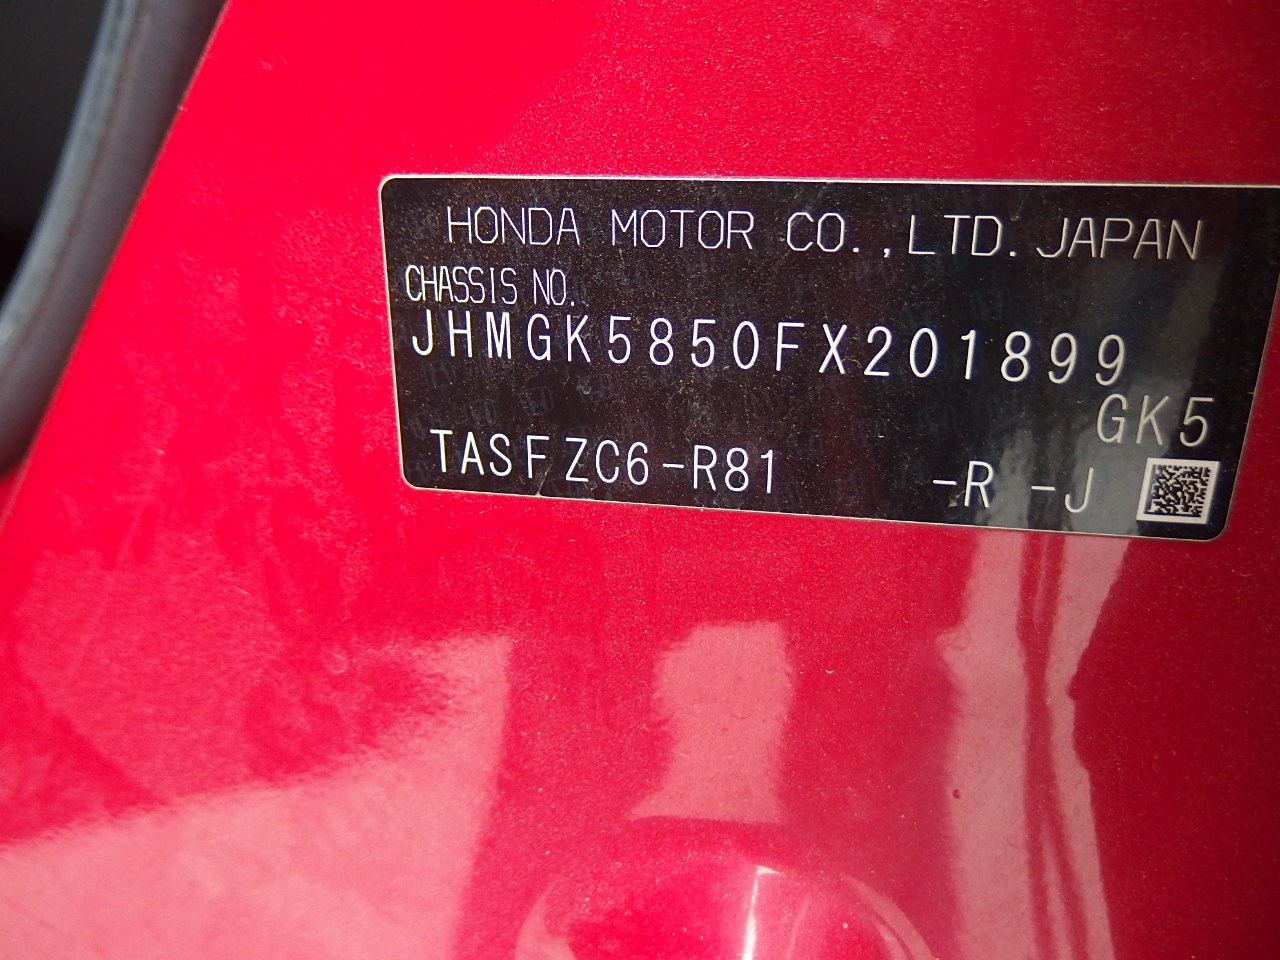 HONDA MOTOR CO.,LTD. JAPAN
CHASSIS NO.
JHMGK5850FX201899
GK5
TASFZC6-R81 -R -J